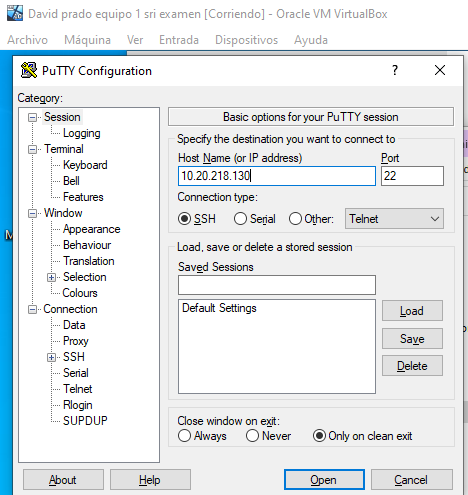 David prado equipo 1 sri examen [Corriendo] - Oracle VM VirtualBox
Archivo Máquina Ver Entrada Dispositivos Ayuda
PuTTY Configuration ? ×
Category:
Session
Logging
Terminal
Keyboard
Bell
Features
Window
Appearance
Behaviour
Translation
Selection
Colours
Connection
Data
Proxy
SSH
Serial
Telnet
Rlogin
SUPDUP
Basic options for your PuTTY session
Specify the destination you want to connect to
Host Name (or IP address) Port
10.20.218.130 22
Connection type:
SSH Serial Other: Telnet
Load, save or delete a stored session
Saved Sessions
Default Settings
Load
Save
Delete
Close window on exit:
Always Never Only on clean exit
About Help Open Cancel